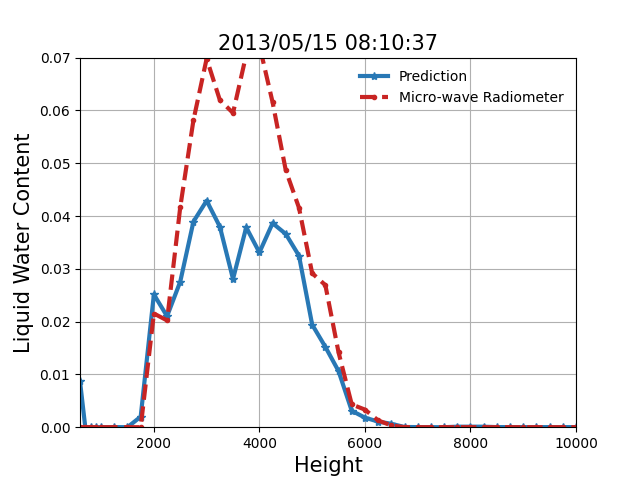 2013/05/15 08:10:37
Prediction
Micro-wave Radiometer
Liquid Water Content
0.07
0.06
0.05
0.04
0.03
0.02
0.01
0.00
2000 4000 6000 8000 10000
Height